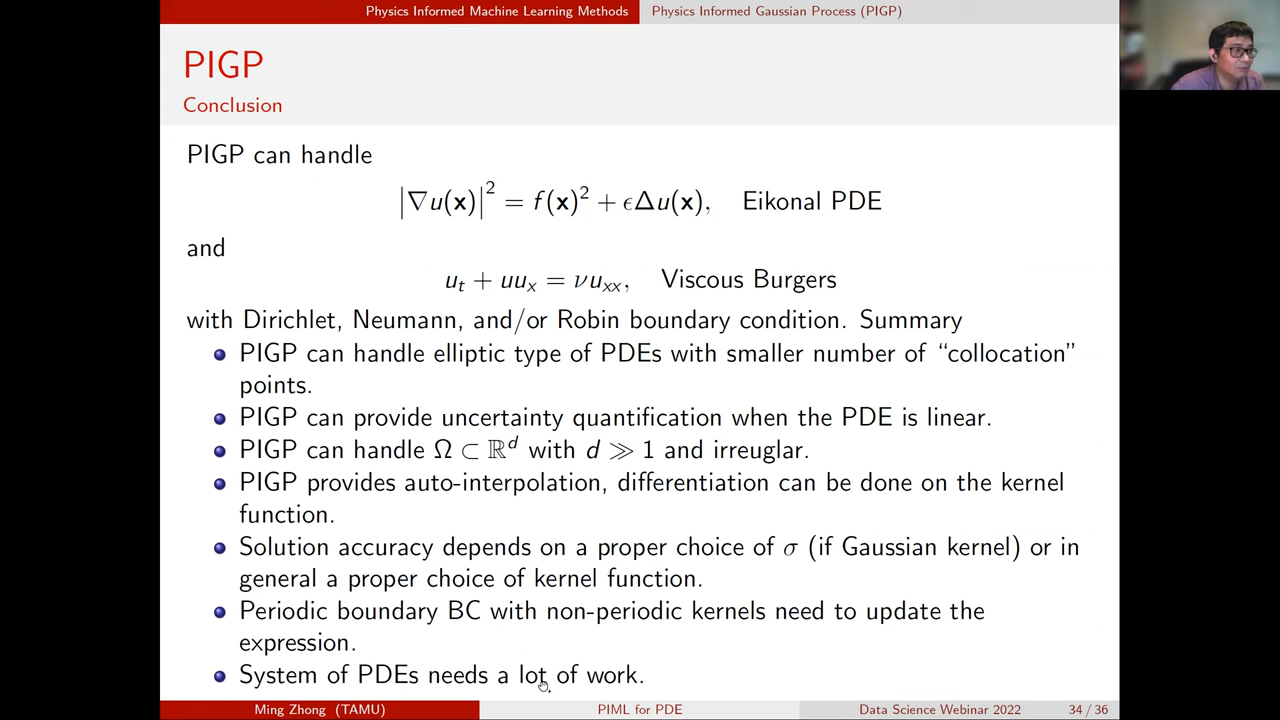 Physics Informed Machine Learning Methods Physics Informed Gaussian Process (PIGP)
PIGP
Conclusion
PIGP can handle
|∇u(x)|² = f(x)² + ϵΔu(x), Eikonal PDE
and
uₜ + uuₓ = νuₓₓ, Viscous Burgers
with Dirichlet, Neumann, and/or Robin boundary condition. Summary
PIGP can handle elliptic type of PDEs with smaller number of “collocation”
points.
PIGP can provide uncertainty quantification when the PDE is linear.
PIGP can handle Ω ⊂ ℝᵈ with d ≫ 1 and irreuglar.
PIGP provides auto-interpolation, differentiation can be done on the kernel
function.
Solution accuracy depends on a proper choice of σ (if Gaussian kernel) or in
general a proper choice of kernel function.
Periodic boundary BC with non-periodic kernels need to update the
expression.
System of PDEs needs a lot of work.
Ming Zhong (TAMU) PIML for PDE Data Science Webinar 2022 34 / 36